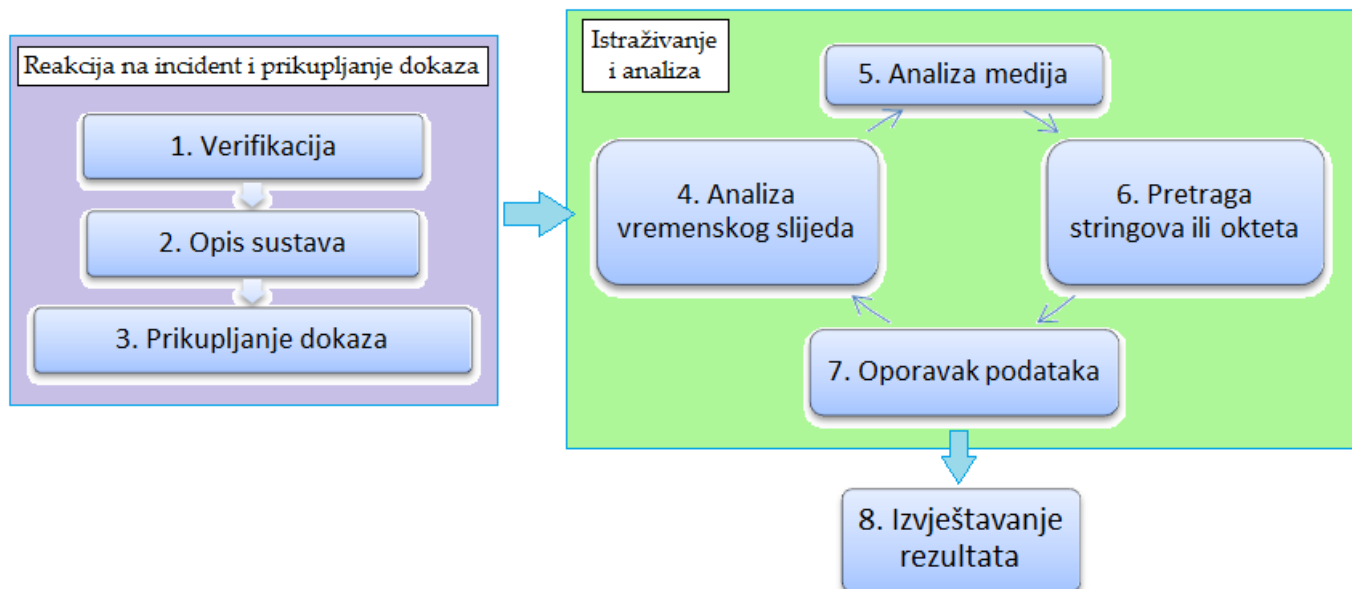 Reakcija na incident i prikupljanje dokaza
1. Verifikacija
2. Opis sustava
3. Prikupljanje dokaza
Istraživanje
i analiza
4. Analiza
vremenskog slijeda
5. Analiza medija
6. Pretraga
stringova ili okteta
7. Oporavak podataka
8. Izvještavanje
rezultata